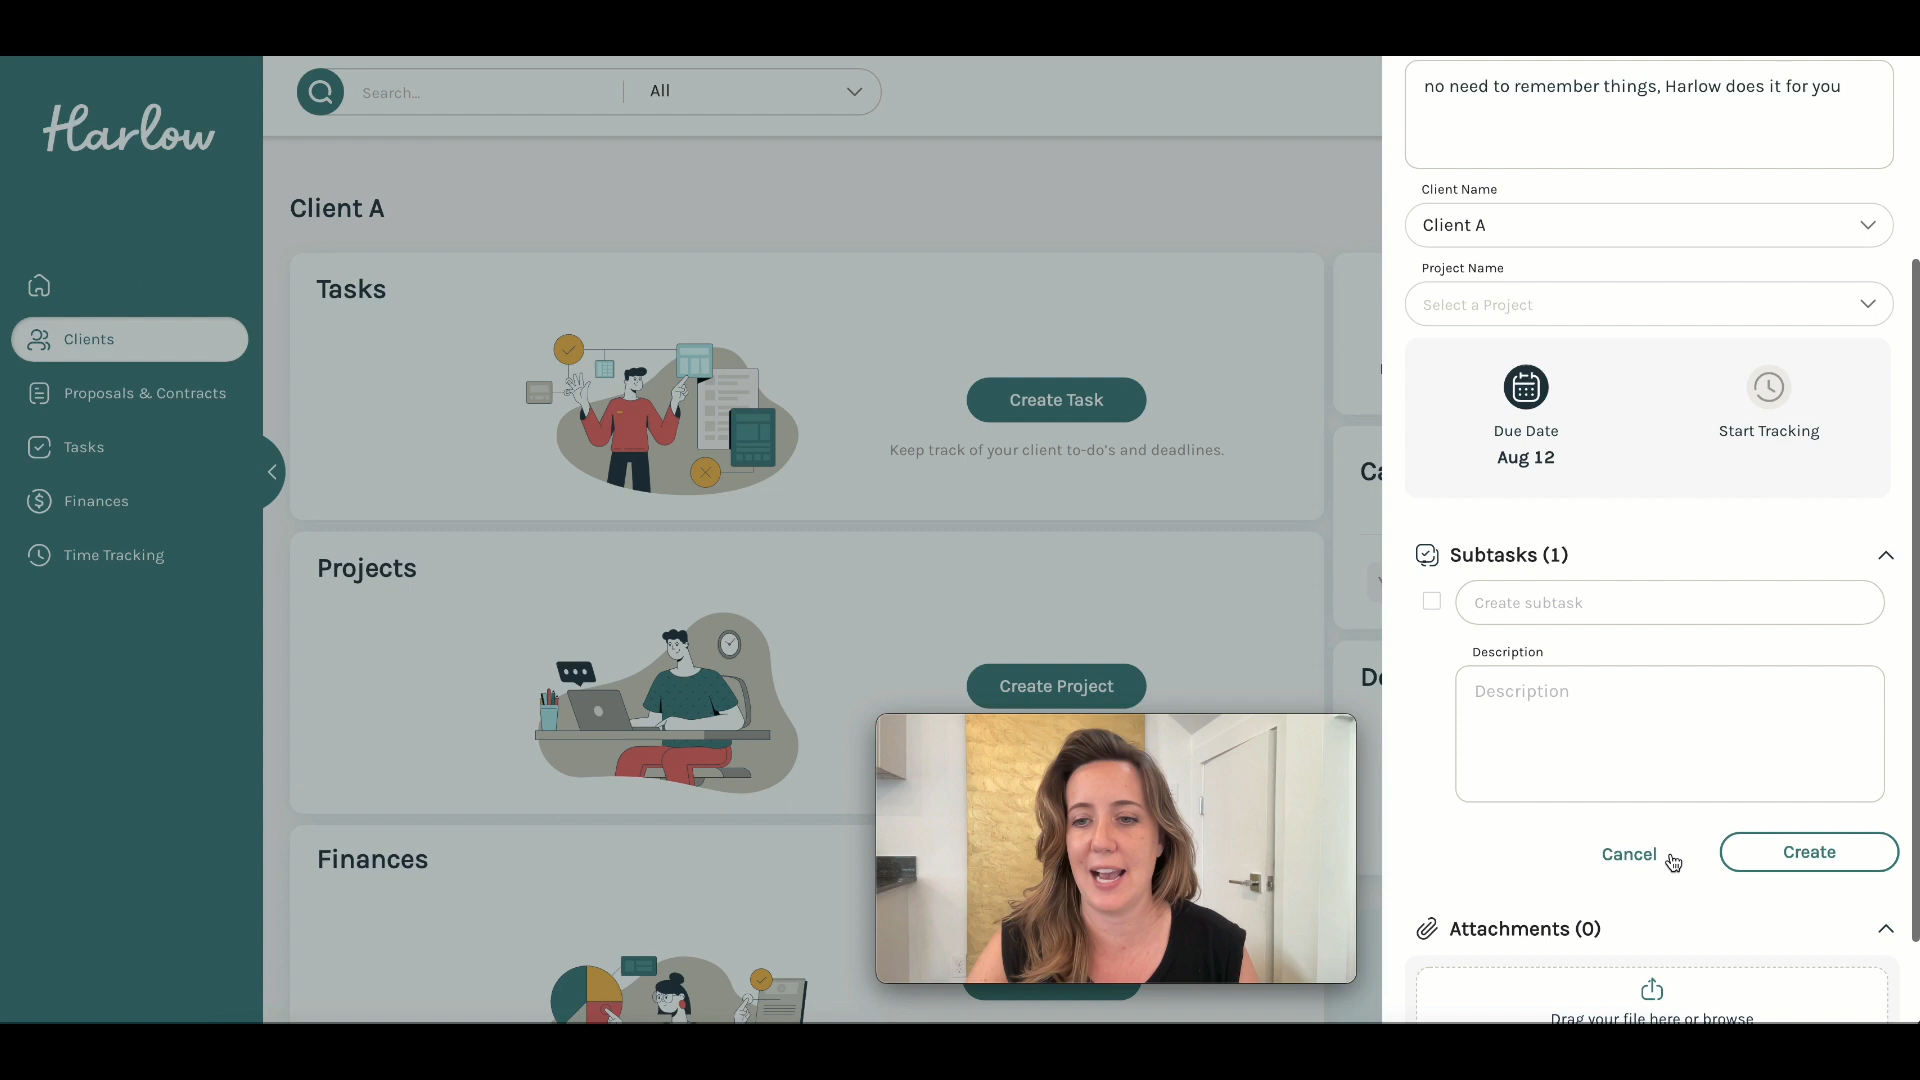 Harlow
Clients
Proposals & Contracts
Tasks
Finances
Time Tracking
Search...
All
Client A
Tasks
Create Task
Keep track of your client to-do's and deadlines.
Projects
Create Project
Finances
no need to remember things, Harlow does it for you
Client Name
Client A
Project Name
Select a Project
Due Date
Aug 12
Start Tracking
Subtasks (1)
Create subtask
Description
Description
Cancel
Create
Attachments (0)
Drag your file here or browse